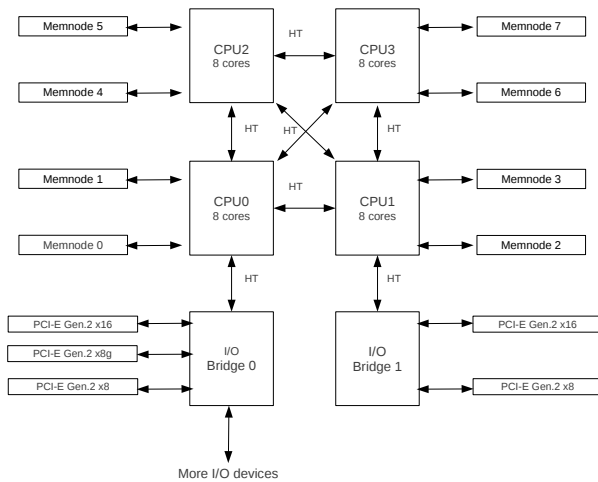 Memnode 5
CPU2
8 cores
HT
CPU3
8 cores
Memnode 7
Memnode 4
Memnode 6
HT
HT
HT
Memnode 1
CPU0
8 cores
HT
CPU1
8 cores
Memnode 3
Memnode 0
Memnode 2
HT
HT
PCI-E Gen.2 x16
PCI-E Gen.2 x8g
PCI-E Gen.2 x8
I/O
Bridge 0
I/O
Bridge 1
PCI-E Gen.2 x16
PCI-E Gen.2 x8
More I/O devices